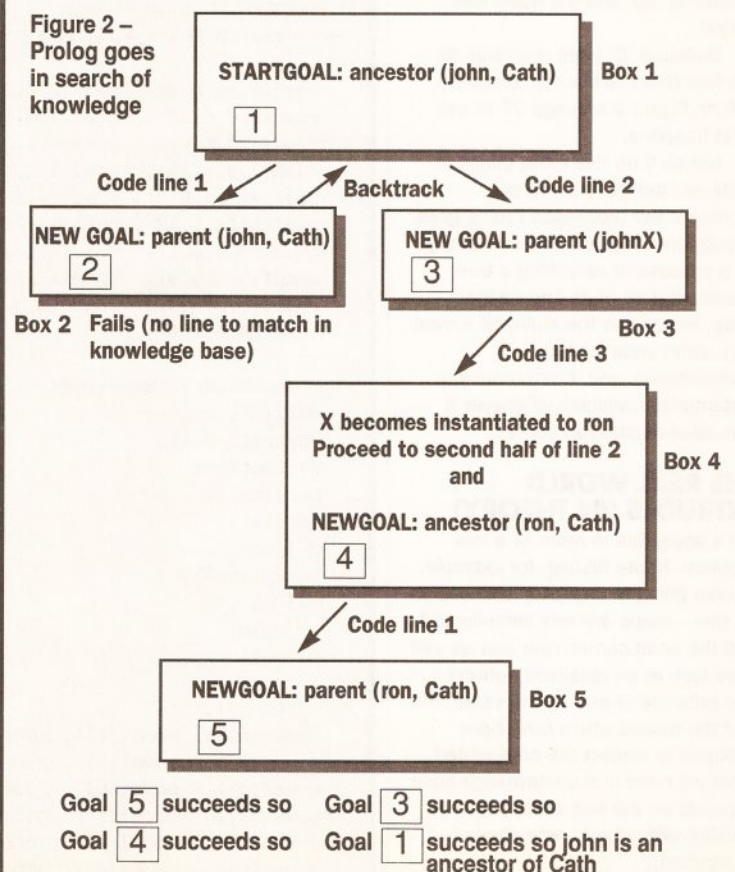 Figure 2 –
Prolog goes
in search of
knowledge
STARTGOAL: ancestor (john, Cath)
1
Box 1
Code line 1
Backtrack
Code line 2
NEW GOAL: parent (john, Cath)
2
NEW GOAL: parent (johnX)
3
Box 2 Fails (no line to match in
knowledge base)
Box 3
Code line 3
X becomes instantiated to ron
Proceed to second half of line 2
and
NEWGOAL: ancestor (ron, Cath)
4
Box 4
Code line 1
NEWGOAL: parent (ron, Cath)
5
Box 5
Goal 5 succeeds so
Goal 4 succeeds so
Goal 3 succeeds so
Goal 1 succeeds so john is an
ancestor of Cath